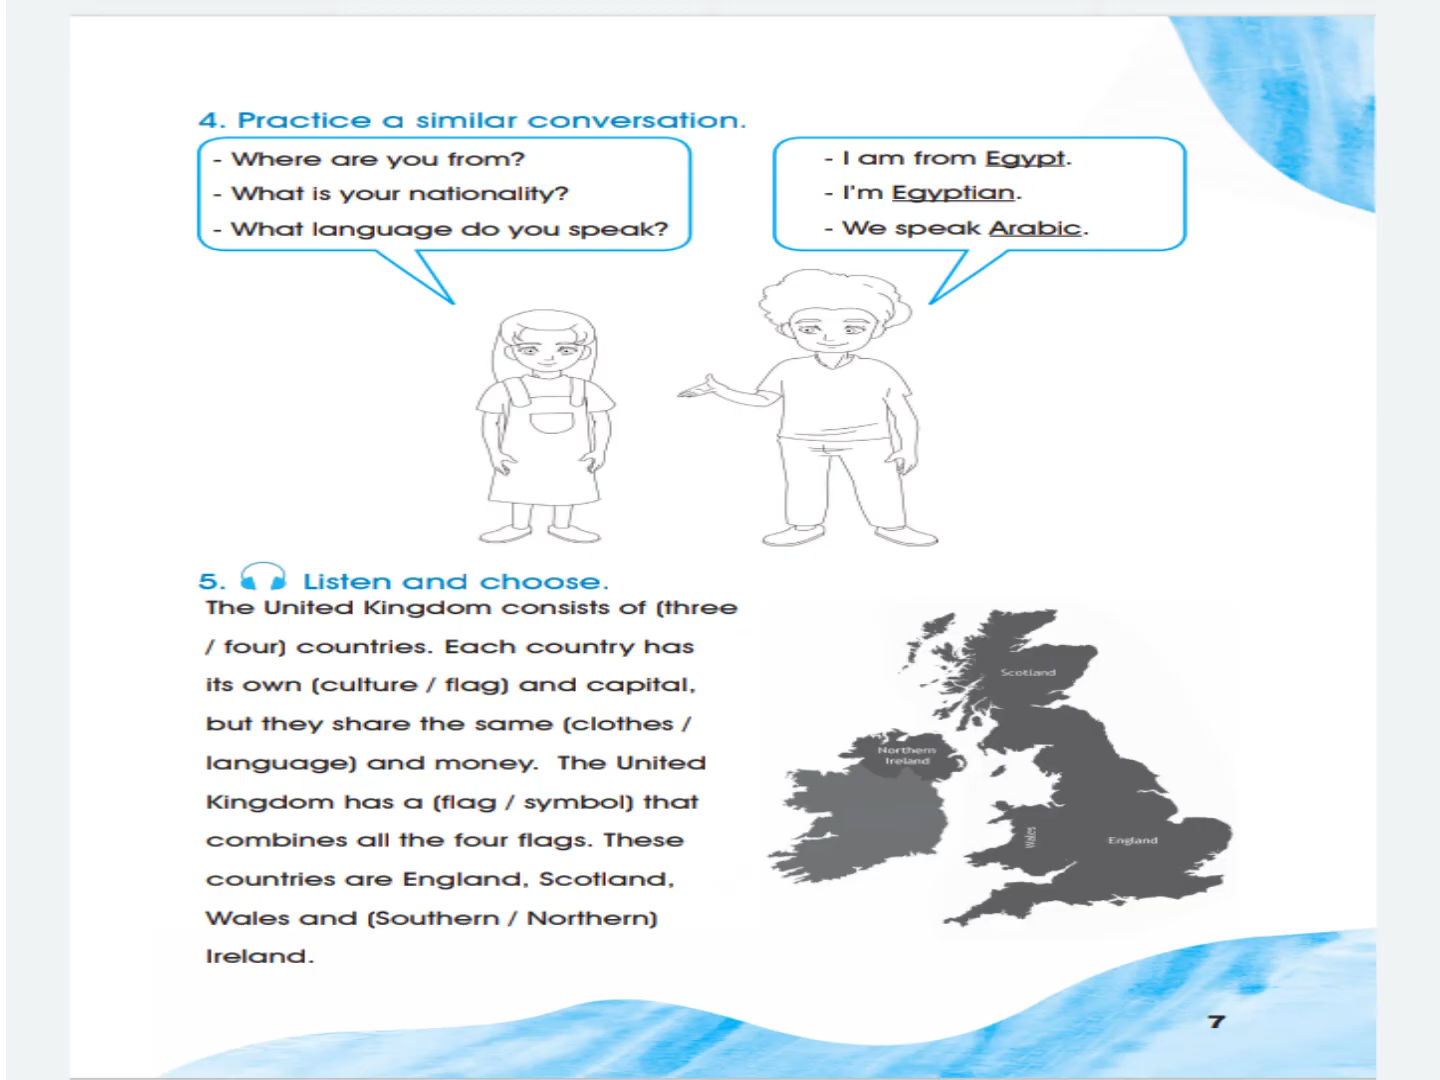 4. Practice a similar conversation.
- Where are you from?
- What is your nationality?
- What language do you speak?
- I am from Egypt.
- I'm Egyptian.
- We speak Arabic.
5. Listen and choose.
The United Kingdom consists of (three
/ four) countries. Each country has
its own (culture / flag) and capital,
but they share the same (clothes /
language) and money. The United
Kingdom has a (flag / symbol) that
combines all the four flags. These
countries are England, Scotland,
Wales and (Southern / Northern)
Ireland.
Scotland
Northern
Ireland
Wales
England
7